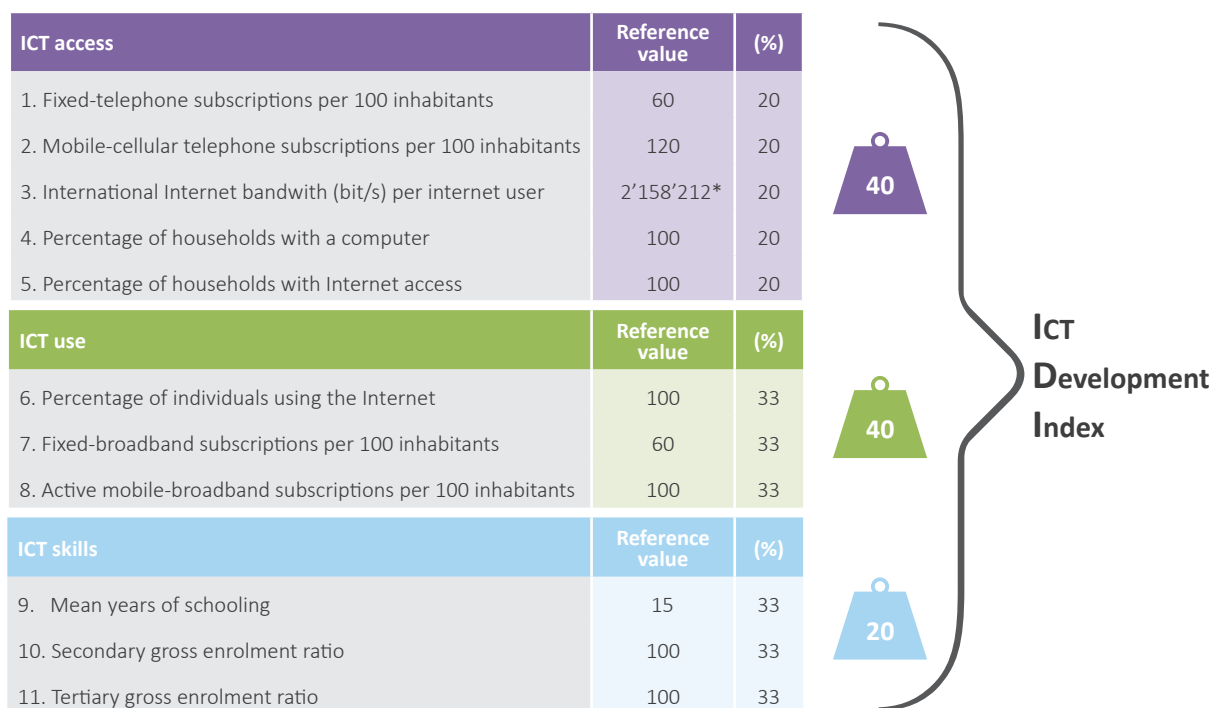 ICT access Reference value (%)
1. Fixed-telephone subscriptions per 100 inhabitants 60 20
2. Mobile-cellular telephone subscriptions per 100 inhabitants 120 20
3. International Internet bandwith (bit/s) per internet user 2’158’212* 20
4. Percentage of households with a computer 100 20
5. Percentage of households with Internet access 100 20
40
ICT use Reference value (%)
6. Percentage of individuals using the Internet 100 33
7. Fixed-broadband subscriptions per 100 inhabitants 60 33
8. Active mobile-broadband subscriptions per 100 inhabitants 100 33
40
ICT skills Reference value (%)
9. Mean years of schooling 15 33
10. Secondary gross enrolment ratio 100 33
11. Tertiary gross enrolment ratio 100 33
20
ICT
Development
Index